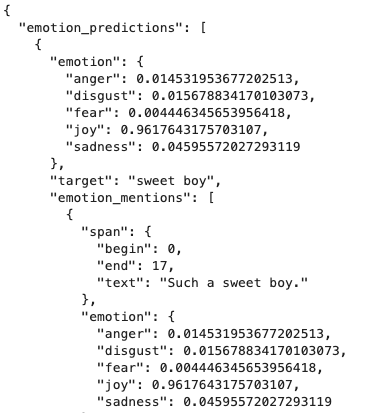 {
"emotion_predictions": [
{
"emotion": {
"anger": 0.014531953677202513,
"disgust": 0.015678834170103073,
"fear": 0.004446345653956418,
"joy": 0.9617643175703107,
"sadness": 0.04595572027293119
},
"target": "sweet boy",
"emotion_mentions": [
{
"span": {
"begin": 0,
"end": 17,
"text": "Such a sweet boy."
},
"emotion": {
"anger": 0.014531953677202513,
"disgust": 0.015678834170103073,
"fear": 0.004446345653956418,
"joy": 0.9617643175703107,
"sadness": 0.04595572027293119